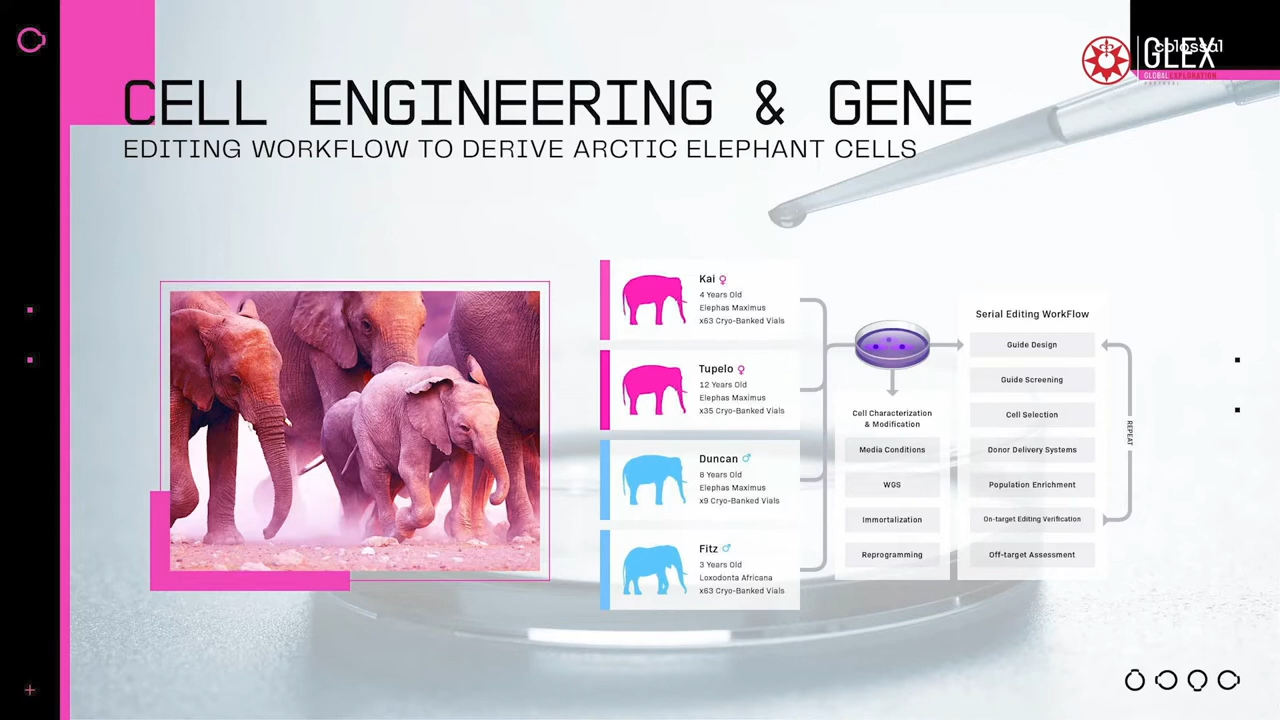 colossal
GLEX
GLOBAL EXPLORATION
CELL ENGINEERING & GENE
EDITING WORKFLOW TO DERIVE ARCTIC ELEPHANT CELLS
Kai ♀
4 Years Old
Elephas Maximus
x63 Cryo-Banked Vials
Tupelo ♀
12 Years Old
Elephas Maximus
x35 Cryo-Banked Vials
Duncan ♂
8 Years Old
Elephas Maximus
x9 Cryo-Banked Vials
Fitz ♂
3 Years Old
Loxodonta Africana
x63 Cryo-Banked Vials
Cell Characterization
& Modification
Media Conditions
WGS
Immortalization
Reprogramming
Serial Editing WorkFlow
Guide Design
Guide Screening
Cell Selection
Donor Delivery Systems
Population Enrichment
On-target Editing Verification
Off-target Assessment
REPEAT